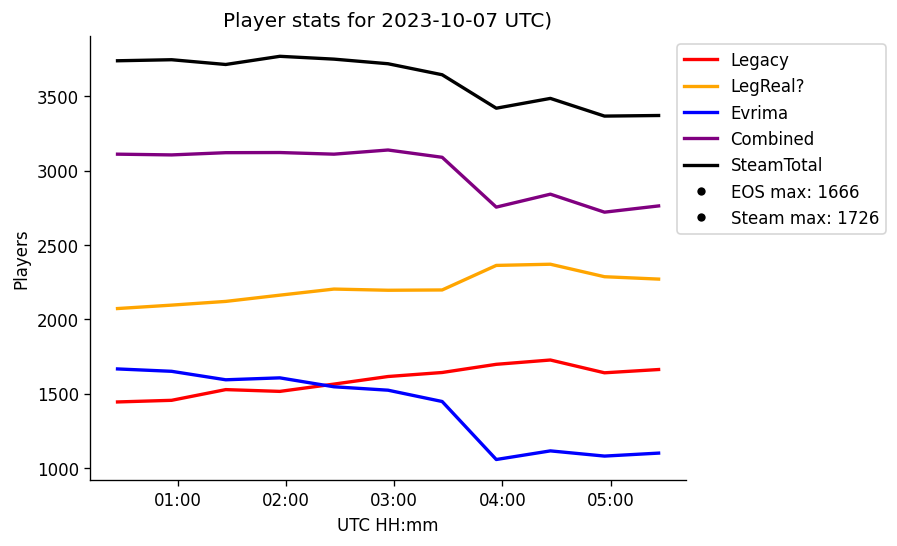 Player stats for 2023-10-07 UTC)
Legacy
LegReal?
Evrima
Combined
SteamTotal
EOS max: 1666
Steam max: 1726
Players
3500
3000
2500
2000
1500
1000
01:00 02:00 03:00 04:00 05:00
UTC HH:mm